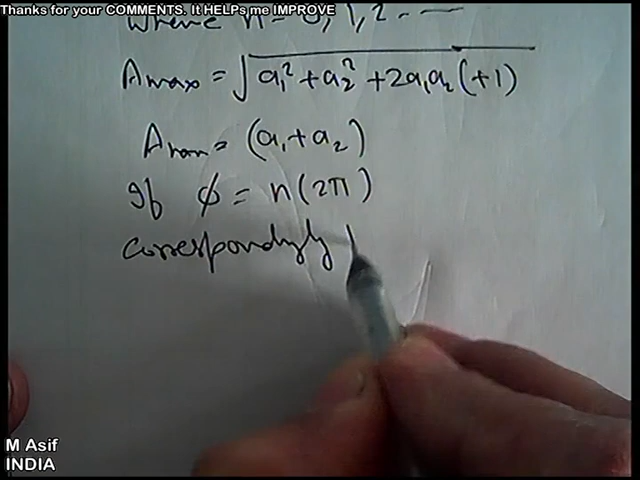 Thanks for your COMMENTS. It HELPs me IMPROVE
Where n = 0, 1, 2 - - —
Amax = √a₁² + a₂² + 2a₁a₂ (+1)
Amax = (a₁ + a₂)
If φ = n(2π)
correspondingly
M Asif
INDIA